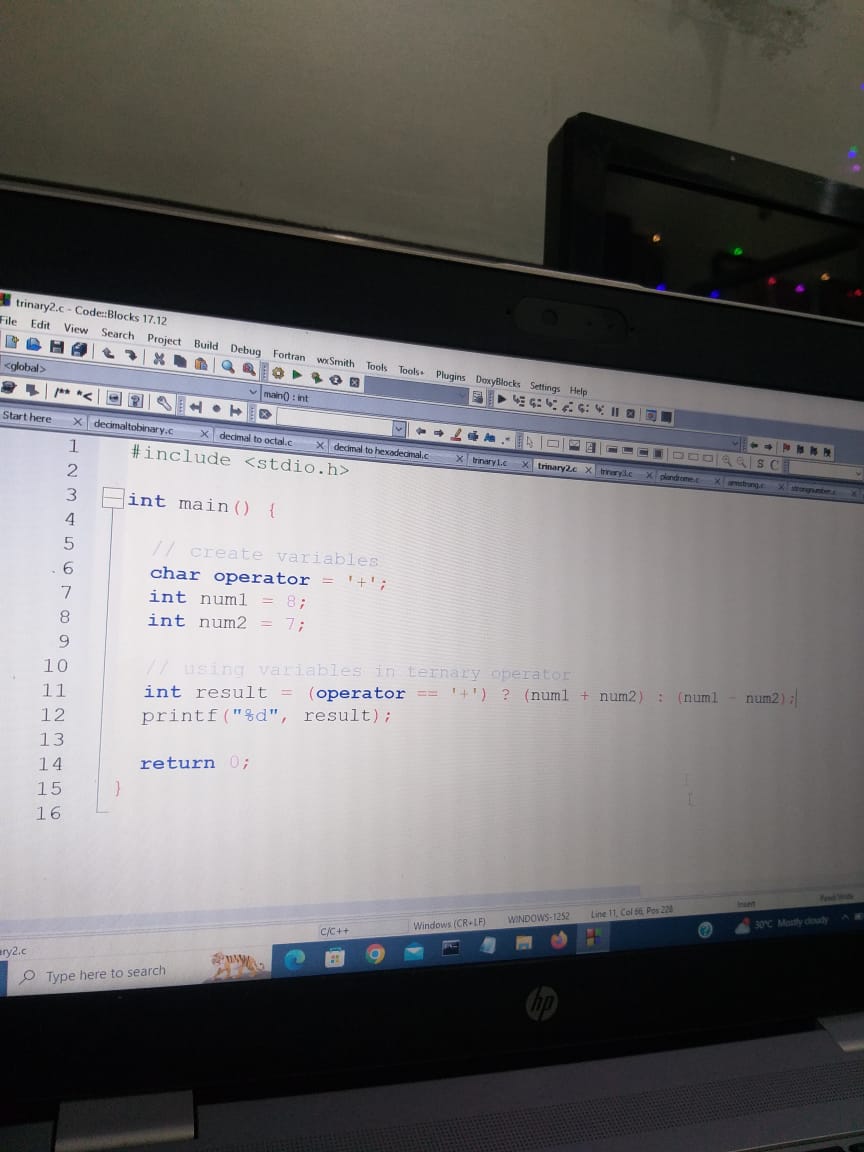 trinary2.c - Code::Blocks 17.12
File Edit View Search Project Build Debug Fortran wxSmith Tools Tools+ Plugins DoxyBlocks Settings Help
<global>
main() : int
/** *<
S C
Start here decimaltobinary.c decimal to octal.c decimal to hexadecimal.c trinary1.c trinary2.c trinary3.c plandrome.c armstrong.c strongnumber.c
1 #include <stdio.h>
2
3 int main() {
4
5 // create variables
6 char operator = '+';
7 int num1 = 8;
8 int num2 = 7;
9
10 // using variables in ternary operator
11 int result = (operator == '+') ? (num1 + num2) : (num1 - num2);
12 printf("%d", result);
13
14 return 0;
15 }
16
ry2.c C/C++ Windows (CR+LF) WINDOWS-1252 Line 11, Col 66, Pos 228 Insert Read/Write
Type here to search 30°C Mostly cloudy
hp